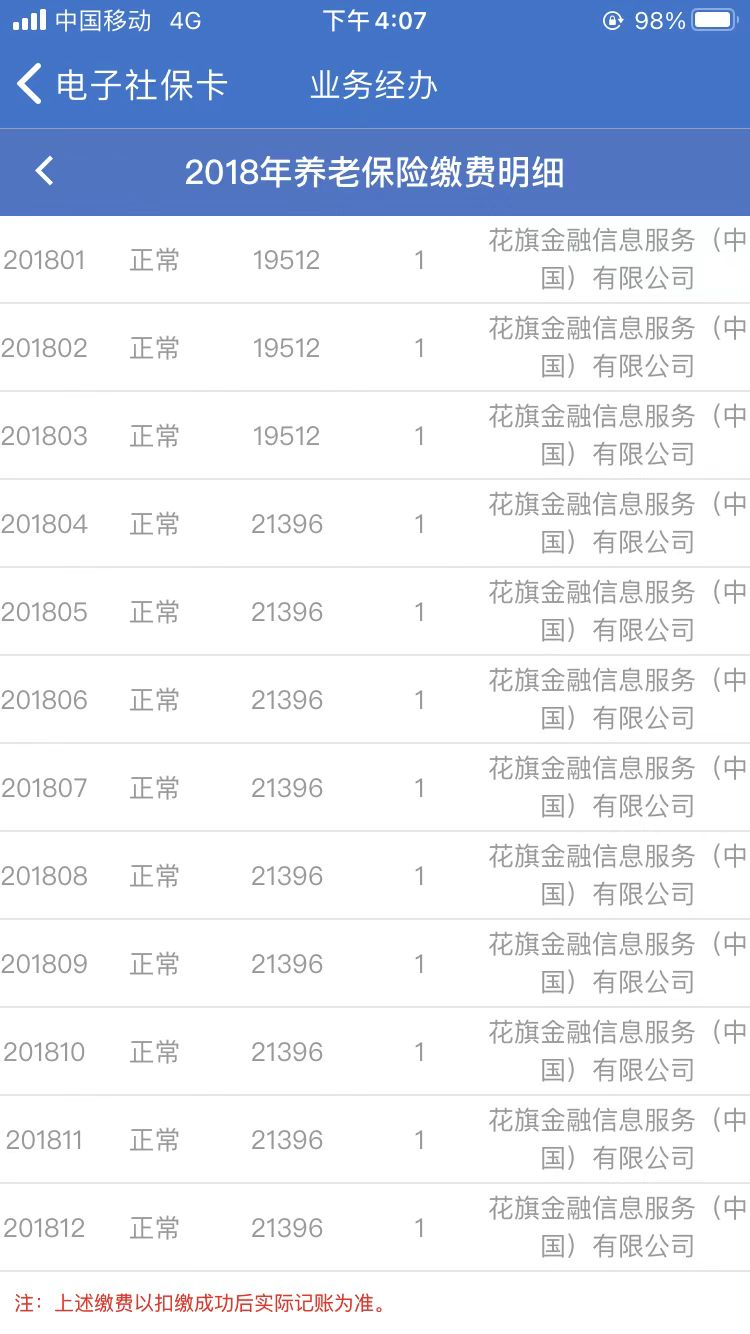 中国移动 4G 下午4:07 98%
电子社保卡 业务经办
2018年养老保险缴费明细
201801 正常 19512 1 花旗金融信息服务（中
国）有限公司
201802 正常 19512 1 花旗金融信息服务（中
国）有限公司
201803 正常 19512 1 花旗金融信息服务（中
国）有限公司
201804 正常 21396 1 花旗金融信息服务（中
国）有限公司
201805 正常 21396 1 花旗金融信息服务（中
国）有限公司
201806 正常 21396 1 花旗金融信息服务（中
国）有限公司
201807 正常 21396 1 花旗金融信息服务（中
国）有限公司
201808 正常 21396 1 花旗金融信息服务（中
国）有限公司
201809 正常 21396 1 花旗金融信息服务（中
国）有限公司
201810 正常 21396 1 花旗金融信息服务（中
国）有限公司
201811 正常 21396 1 花旗金融信息服务（中
国）有限公司
201812 正常 21396 1 花旗金融信息服务（中
国）有限公司
注：上述缴费以扣缴成功后实际记账为准。